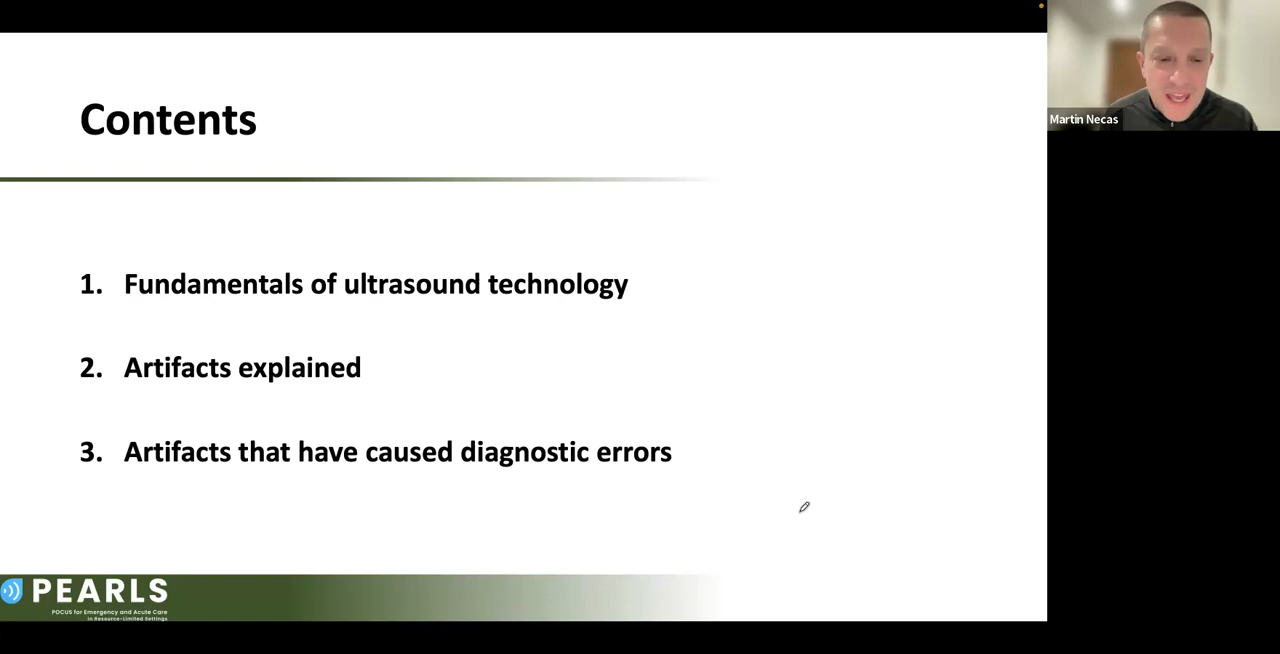 Contents
1. Fundamentals of ultrasound technology
2. Artifacts explained
3. Artifacts that have caused diagnostic errors
PEARLS
POCUS for Emergency and Acute Care
in Resource-Limited Settings
Martin Necas